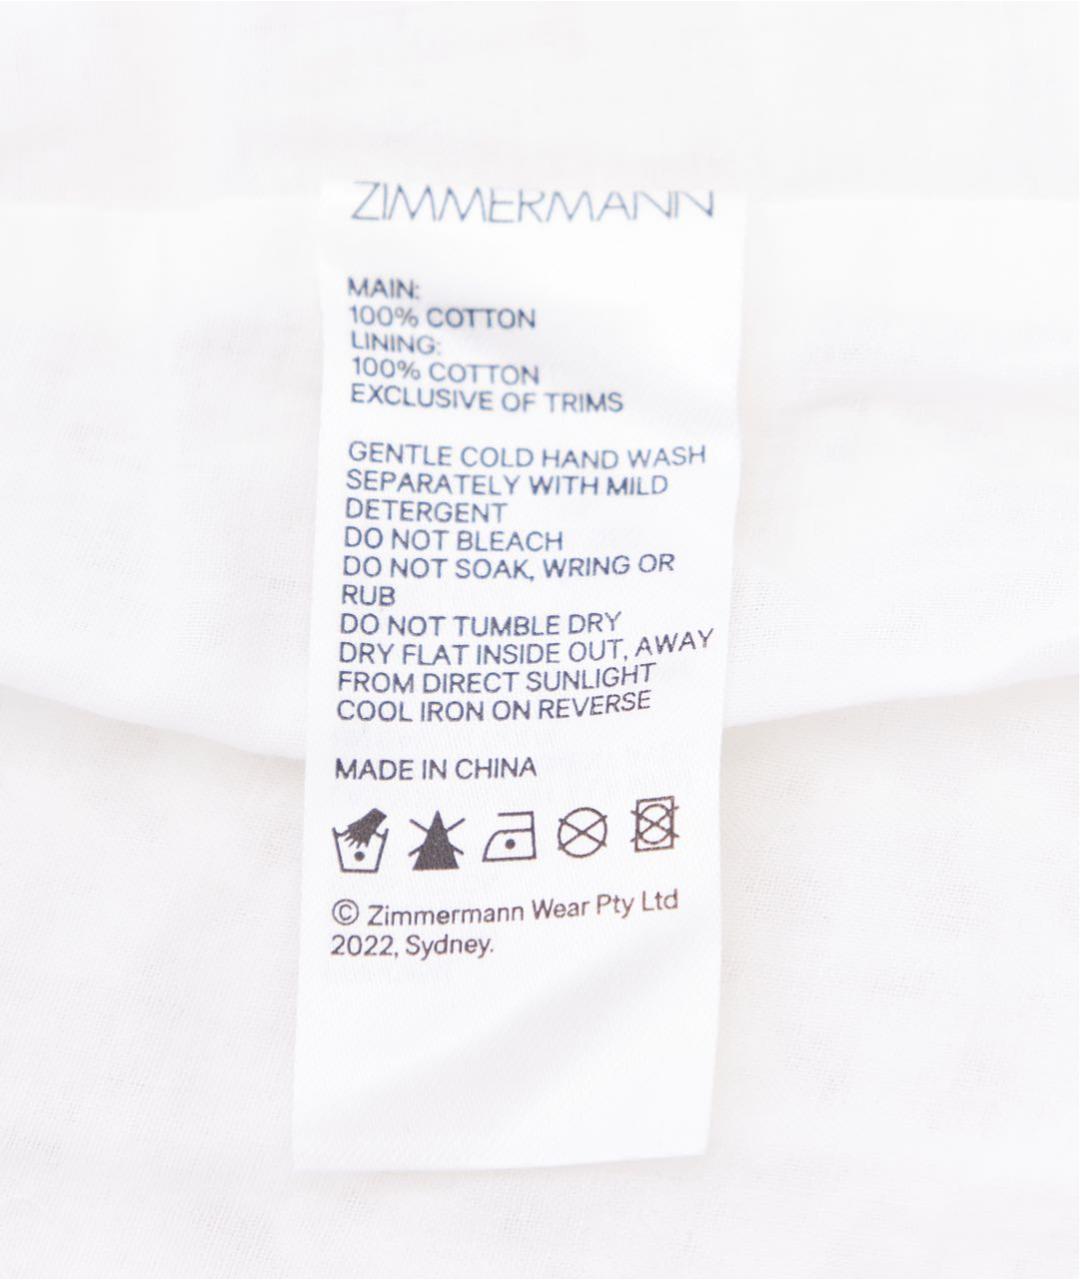 ZIMMERMANN
MAIN:
100% COTTON
LINING:
100% COTTON
EXCLUSIVE OF TRIMS
GENTLE COLD HAND WASH
SEPARATELY WITH MILD
DETERGENT
DO NOT BLEACH
DO NOT SOAK, WRING OR
RUB
DO NOT TUMBLE DRY
DRY FLAT INSIDE OUT, AWAY
FROM DIRECT SUNLIGHT
COOL IRON ON REVERSE
MADE IN CHINA
© Zimmermann Wear Pty Ltd
2022, Sydney.